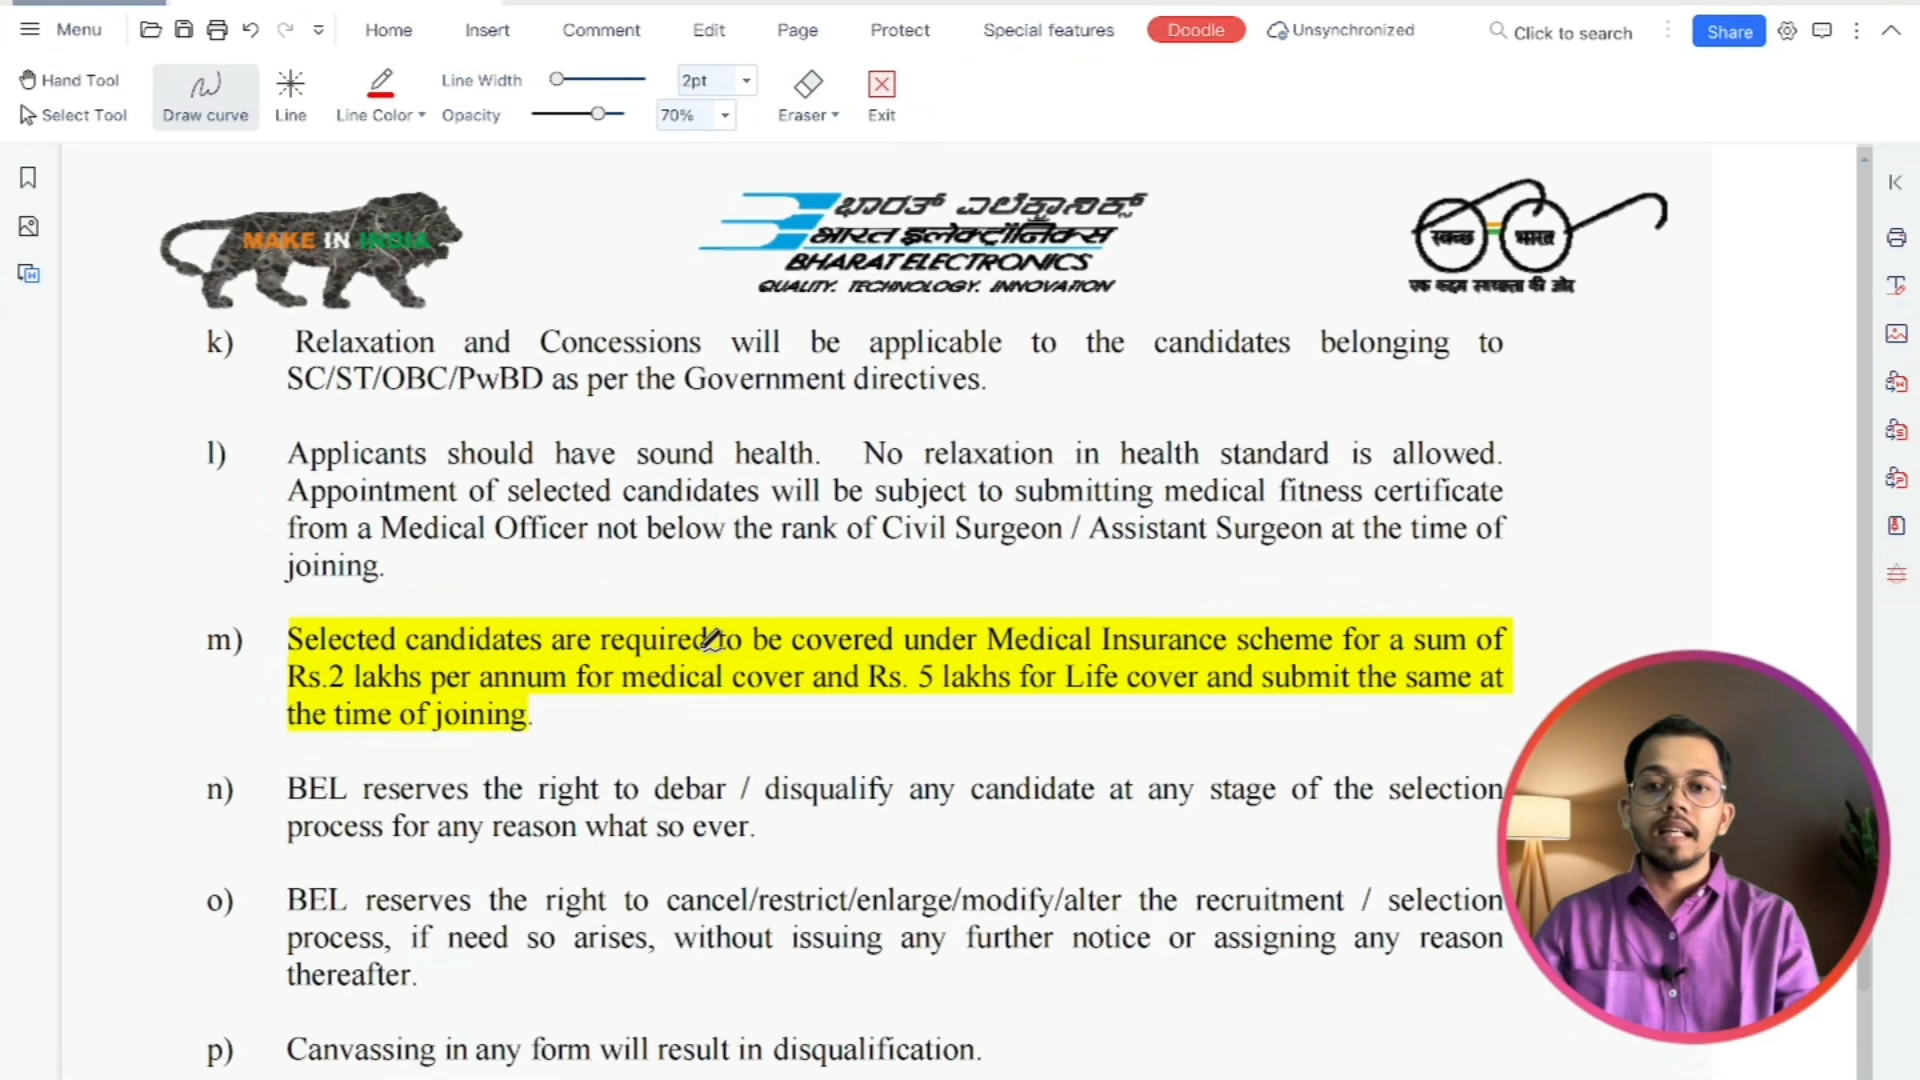 Menu Home Insert Comment Edit Page Protect Special features Doodle Unsynchronized Click to search Share
Hand Tool Line Width 2pt
Select Tool Draw curve Line Line Color Opacity 70% Eraser Exit
MAKE IN INDIA
ಭಾರತ್ ಎಲೆಕ್ಟ್ರಾನಿಕ್ಸ್
भारत इलेक्ट्रॉनिक्स
BHARAT ELECTRONICS
QUALITY. TECHNOLOGY. INNOVATION
स्वच्छ भारत
एक कदम स्वच्छता की ओर
k) Relaxation and Concessions will be applicable to the candidates belonging to
SC/ST/OBC/PwBD as per the Government directives.
l) Applicants should have sound health. No relaxation in health standard is allowed.
Appointment of selected candidates will be subject to submitting medical fitness certificate
from a Medical Officer not below the rank of Civil Surgeon / Assistant Surgeon at the time of
joining.
m) Selected candidates are required to be covered under Medical Insurance scheme for a sum of
Rs.2 lakhs per annum for medical cover and Rs. 5 lakhs for Life cover and submit the same at
the time of joining.
n) BEL reserves the right to debar / disqualify any candidate at any stage of the selection
process for any reason what so ever.
o) BEL reserves the right to cancel/restrict/enlarge/modify/alter the recruitment / selection
process, if need so arises, without issuing any further notice or assigning any reason
thereafter.
p) Canvassing in any form will result in disqualification.